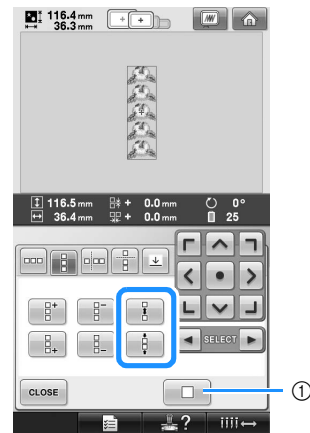 116.4 mm
36.3 mm
116.5 mm + 0.0 mm 0°
36.4 mm + 0.0 mm 25
SELECT
CLOSE
①
?